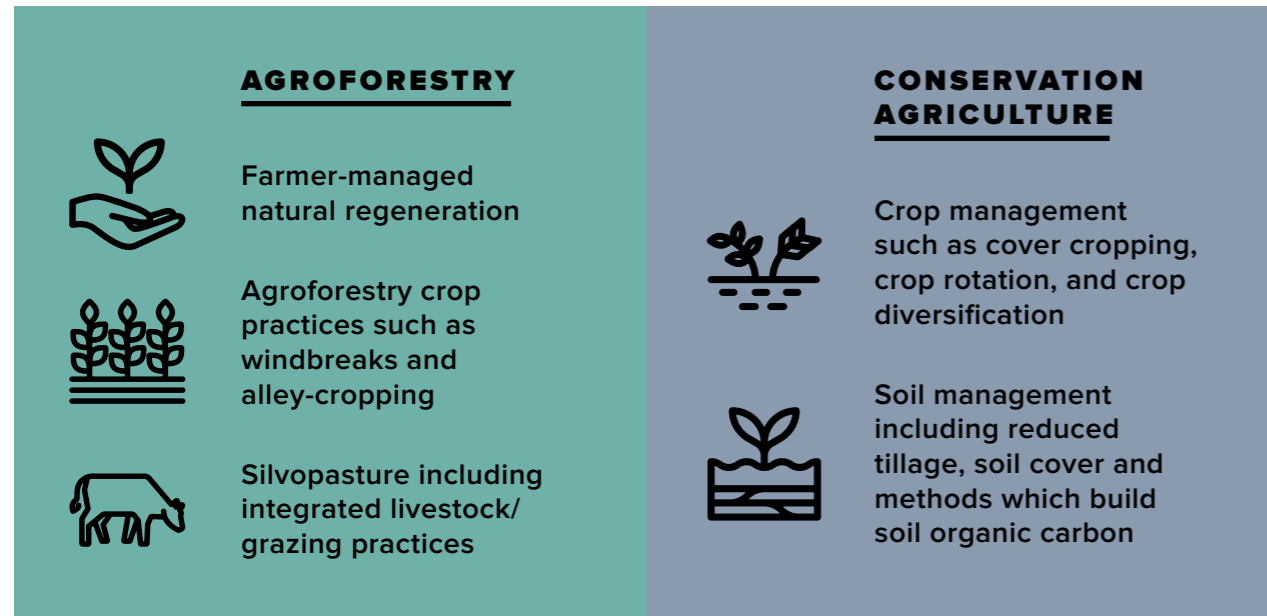 AGROFORESTRY
Farmer-managed
natural regeneration
Agroforestry crop
practices such as
windbreaks and
alley-cropping
Silvopasture including
integrated livestock/
grazing practices
CONSERVATION
AGRICULTURE
Crop management
such as cover cropping,
crop rotation, and crop
diversification
Soil management
including reduced
tillage, soil cover and
methods which build
soil organic carbon